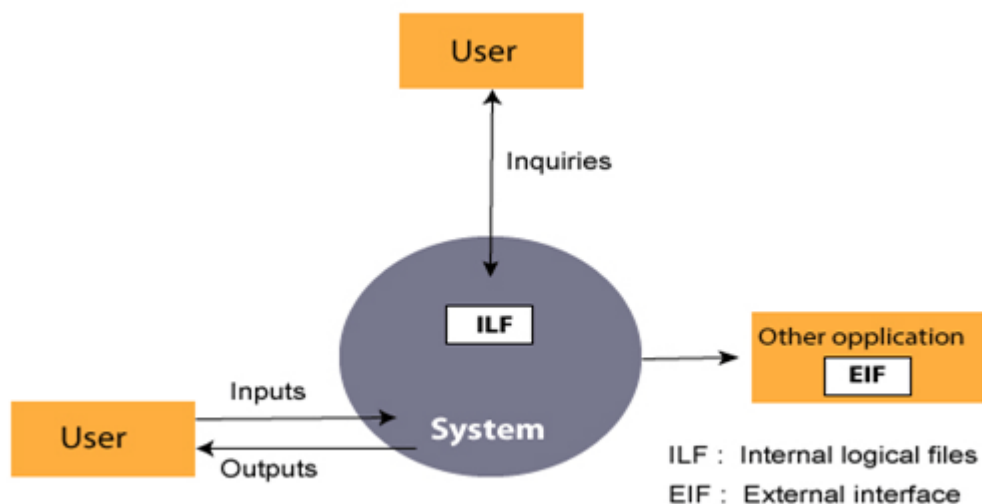 User
Inquiries
ILF
Other opplication
EIF
Inputs
User
System
Outputs
ILF : Internal logical files
EIF : External interface